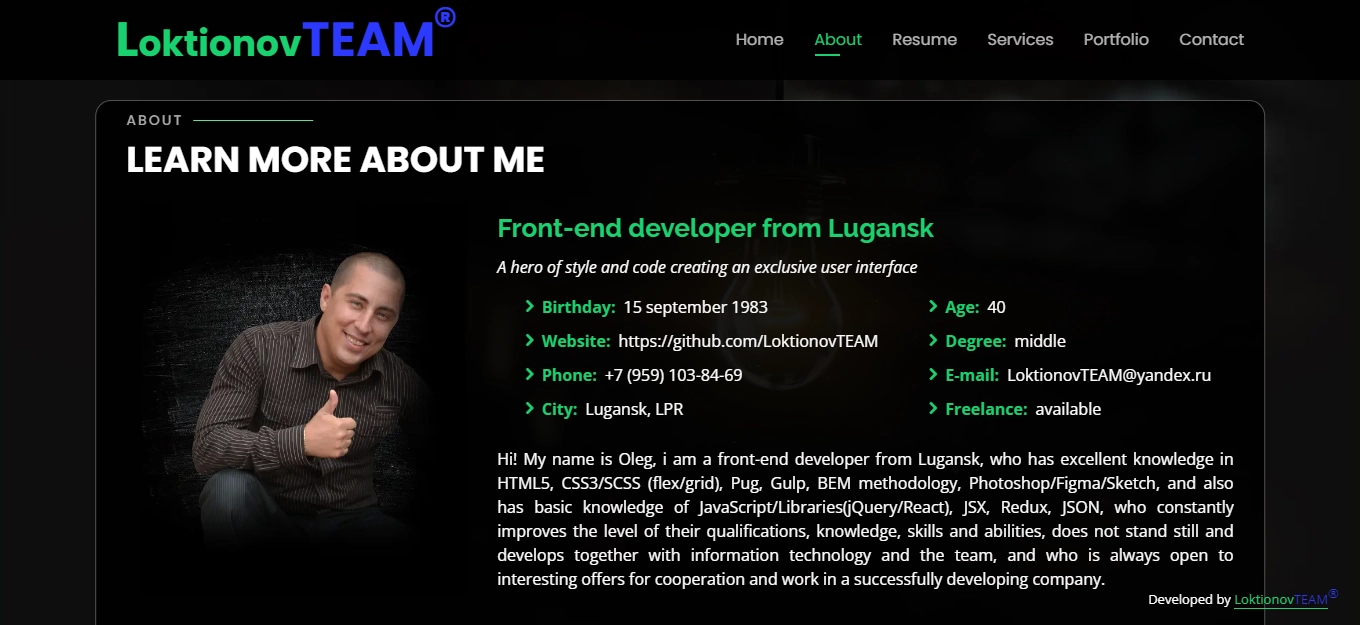 LoktionovTEAM®
Home About Resume Services Portfolio Contact
ABOUT
LEARN MORE ABOUT ME
Front-end developer from Lugansk
A hero of style and code creating an exclusive user interface
Birthday: 15 september 1983
Age: 40
Website: https://github.com/LoktionovTEAM
Degree: middle
Phone: +7 (959) 103-84-69
E-mail: LoktionovTEAM@yandex.ru
City: Lugansk, LPR
Freelance: available
Hi! My name is Oleg, i am a front-end developer from Lugansk, who has excellent knowledge in
HTML5, CSS3/SCSS (flex/grid), Pug, Gulp, BEM methodology, Photoshop/Figma/Sketch, and also
has basic knowledge of JavaScript/Libraries(jQuery/React), JSX, Redux, JSON, who constantly
improves the level of their qualifications, knowledge, skills and abilities, does not stand still and
develops together with information technology and the team, and who is always open to
interesting offers for cooperation and work in a successfully developing company.
Developed by LoktionovTEAM®